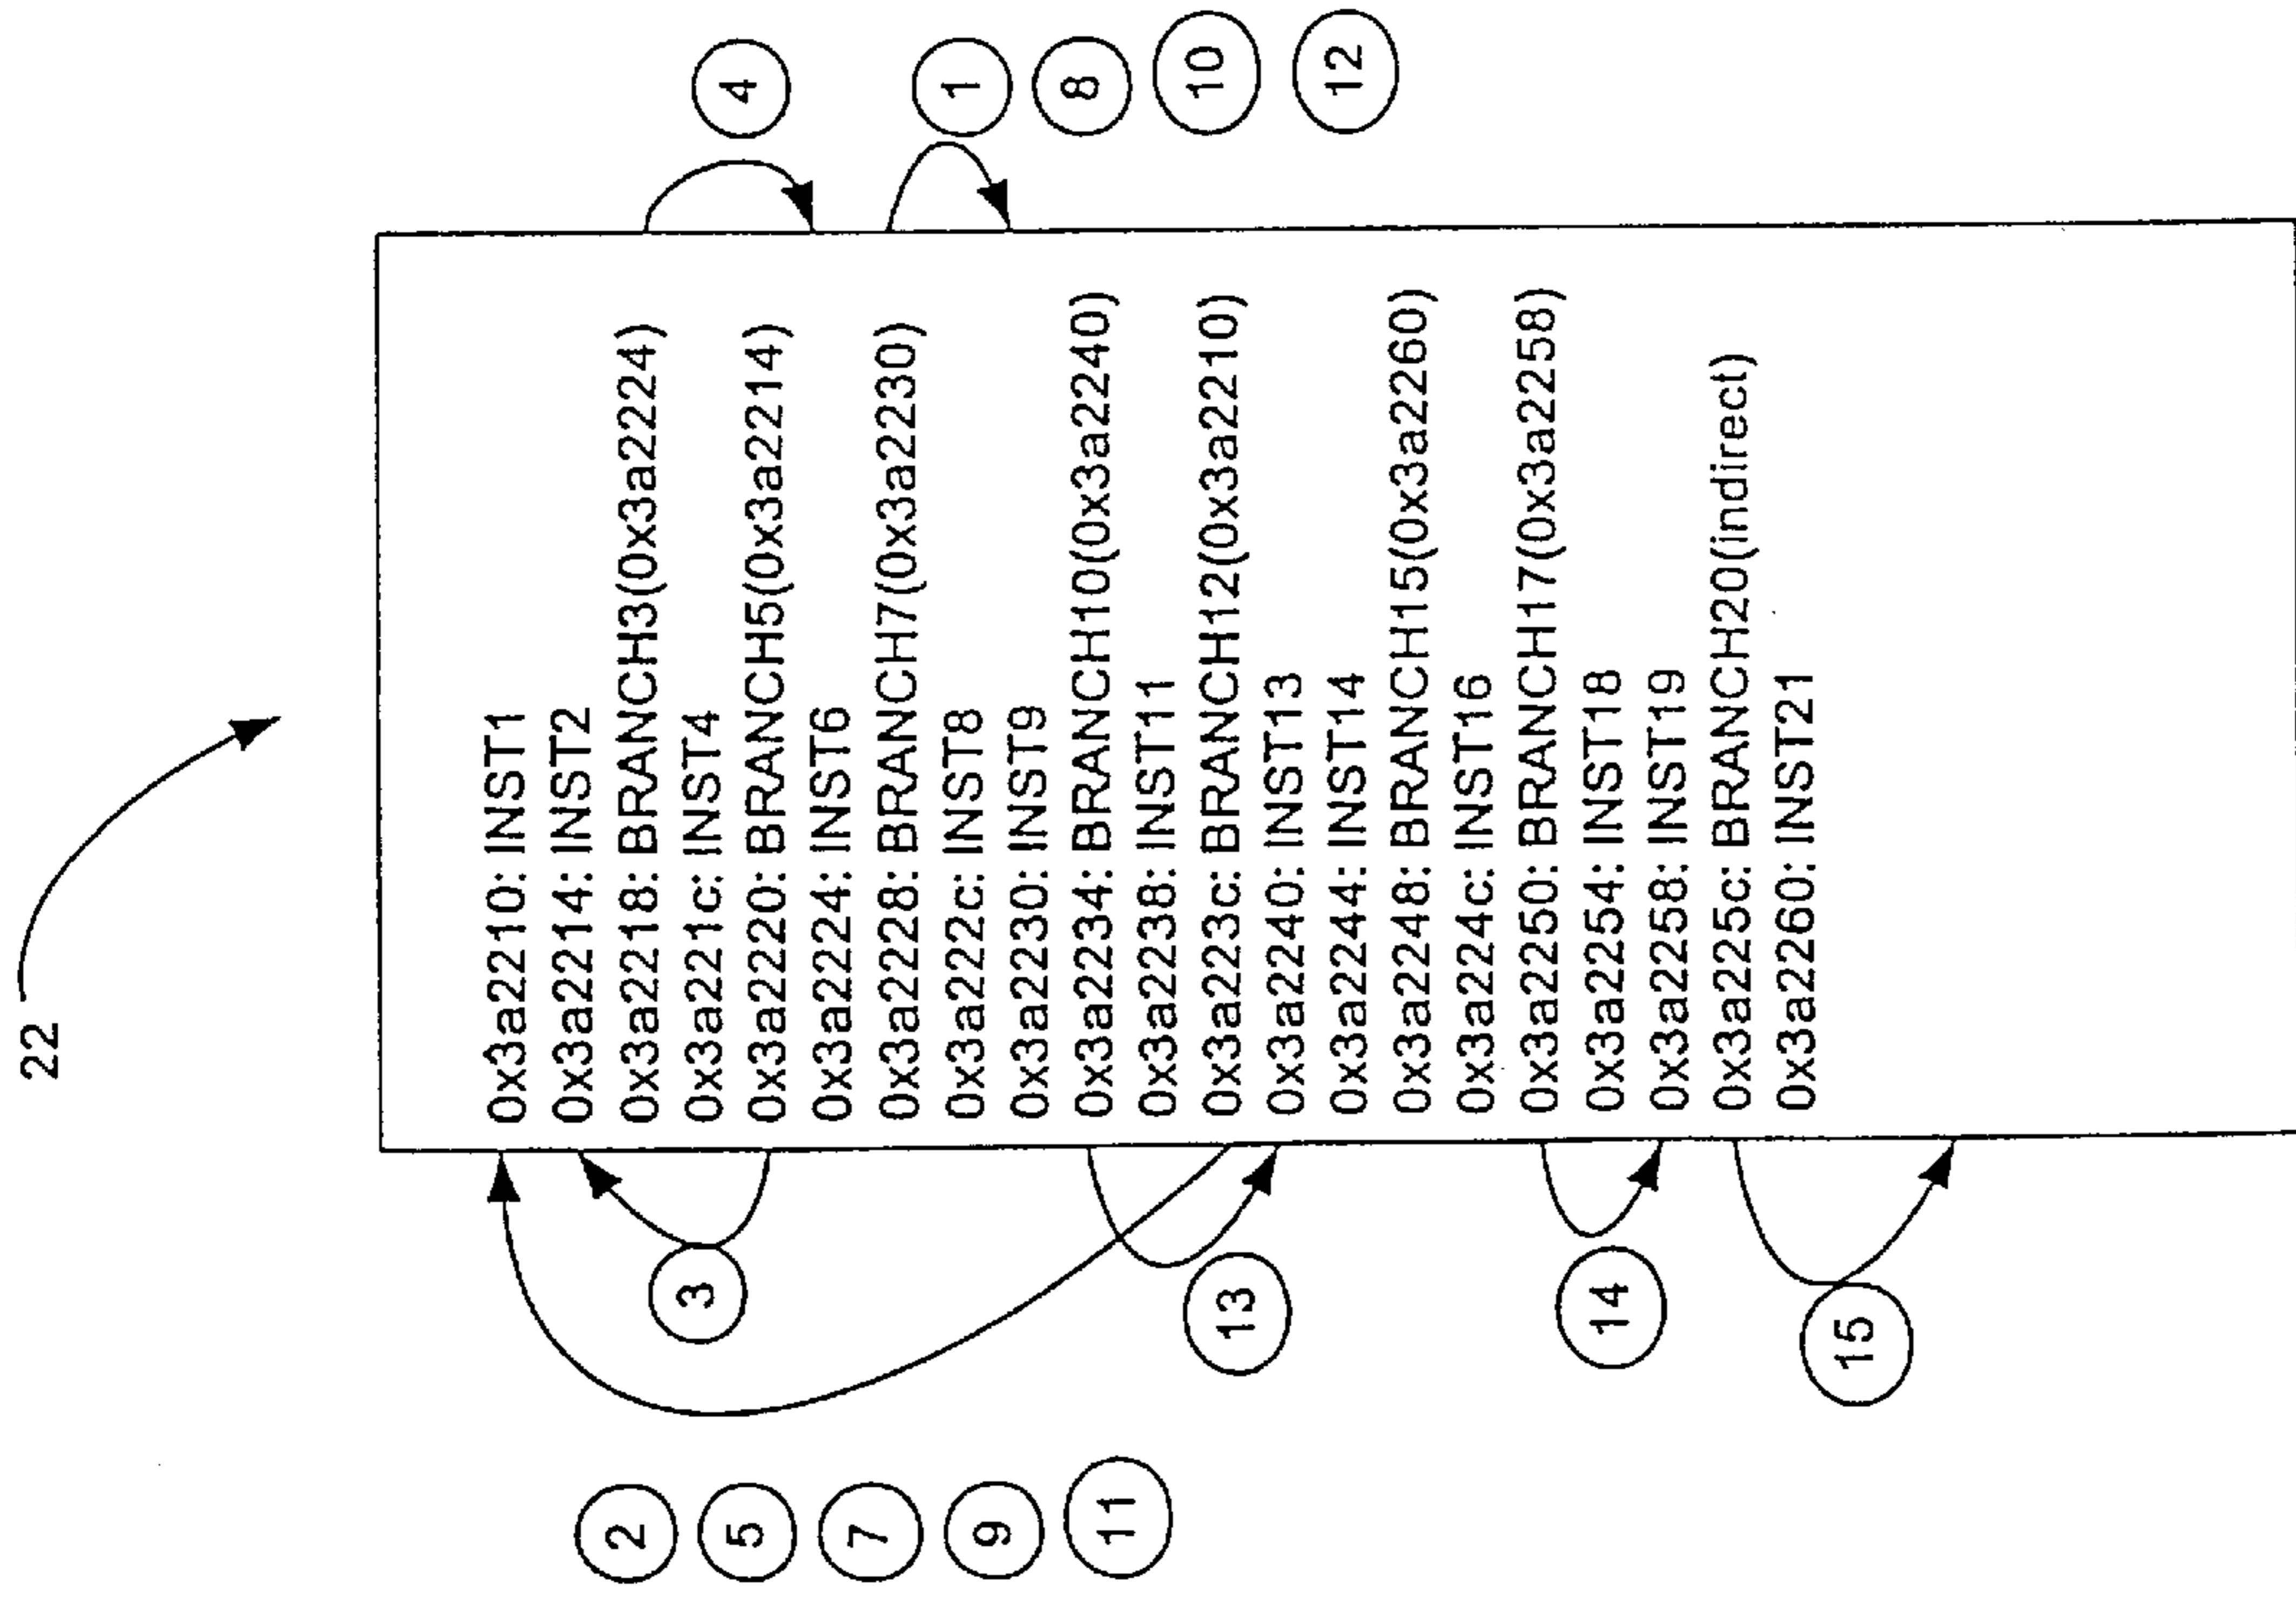 22
0x3a2210: INST1
0x3a2214: INST2
0x3a2218: BRANCH3(0x3a2224)
0x3a221c: INST4
0x3a2220: BRANCH5(0x3a2214)
0x3a2224: INST6
0x3a2228: BRANCH7(0x3a2230)
0x3a222c: INST8
0x3a2230: INST9
0x3a2234: BRANCH10(0x3a2240)
0x3a2238: INST11
0x3a223c: BRANCH12(0x3a2210)
0x3a2240: INST13
0x3a2244: INST14
0x3a2248: BRANCH15(0x3a2260)
0x3a224c: INST16
0x3a2250: BRANCH17(0x3a2258)
0x3a2254: INST18
0x3a2258: INST19
0x3a225c: BRANCH20(indirect)
0x3a2260: INST21
2
5
7
9
11
3
13
14
15
4
1
8
10
12